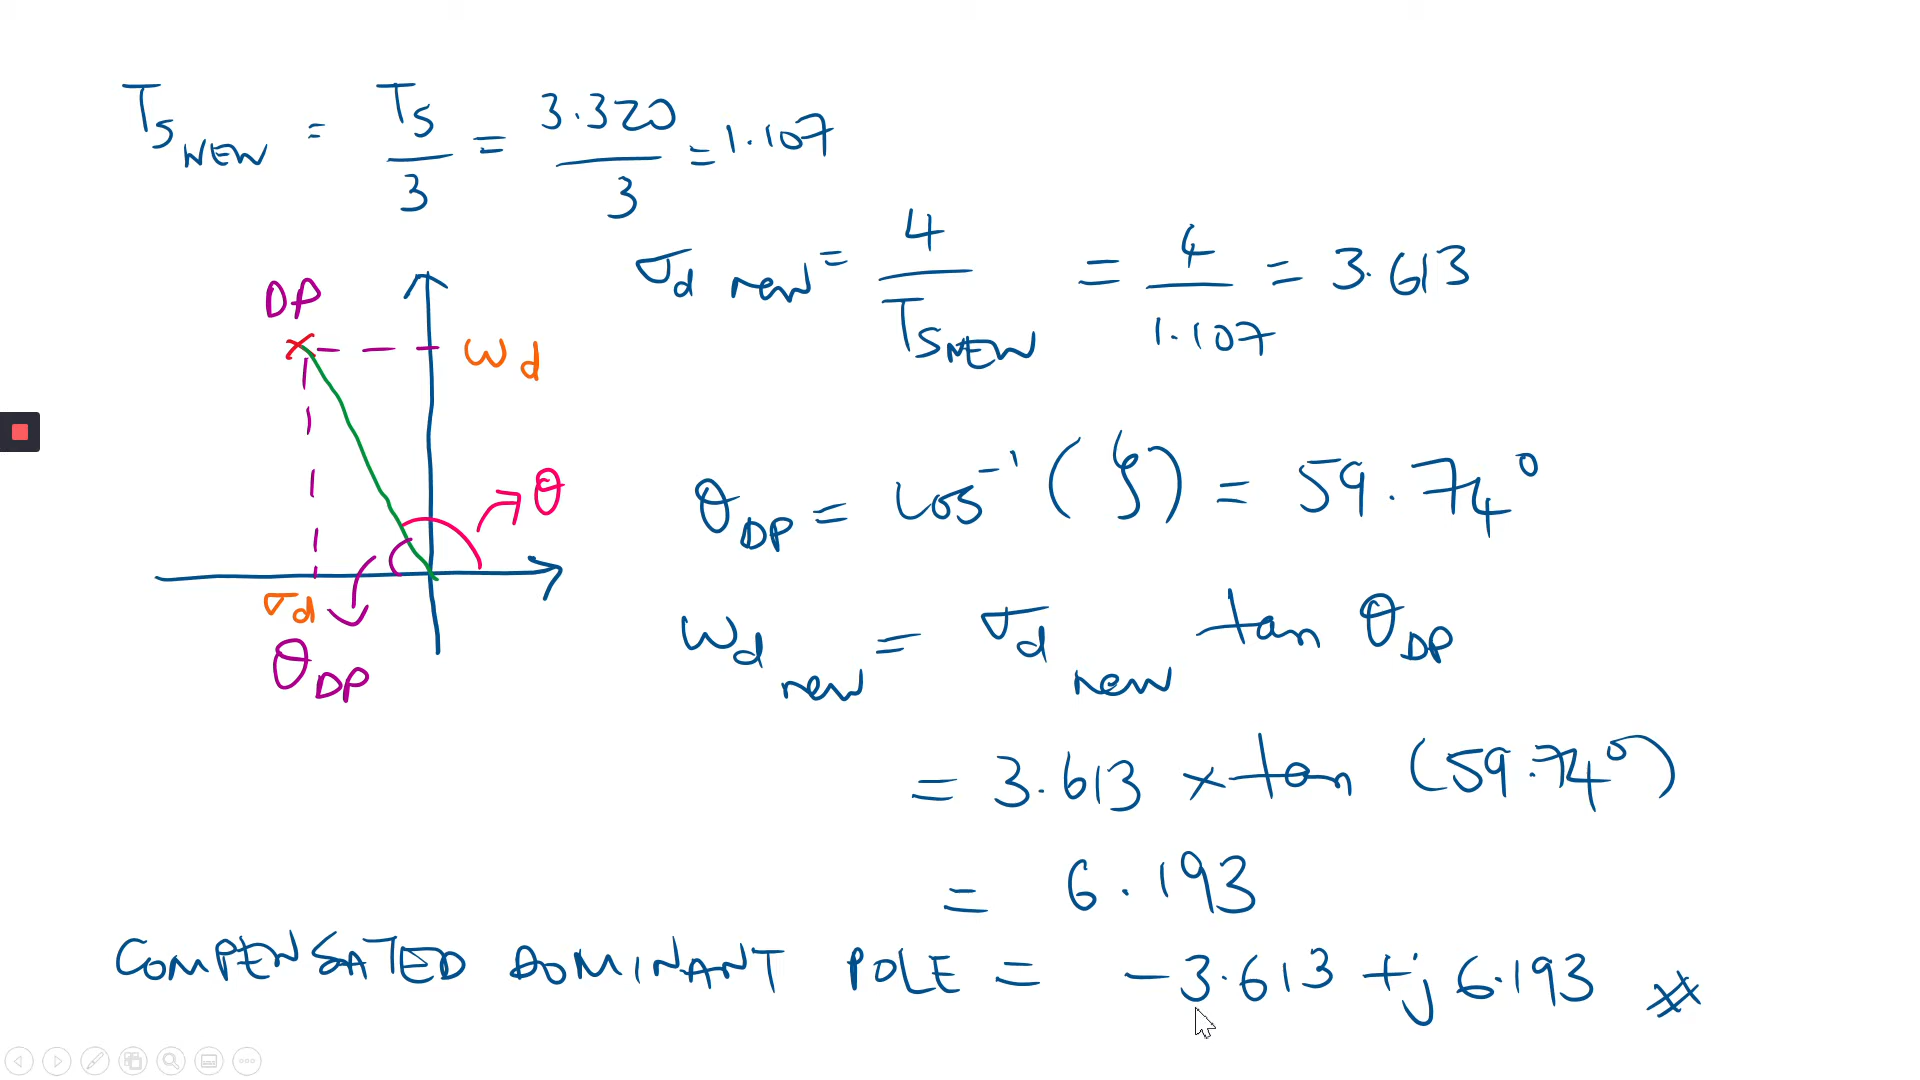 Ts NEW = Ts/3 = 3.320/3 = 1.107
σd new = 4/Ts NEW = 4/1.107 = 3.613
DP
ωd
θ
σd
θDP
θDP = cos⁻¹(ζ) = 59.74°
ωd new = σd new tan θDP
= 3.613 × tan (59.74°)
= 6.193
COMPENSATED DOMINANT POLE = -3.613 + j 6.193 #